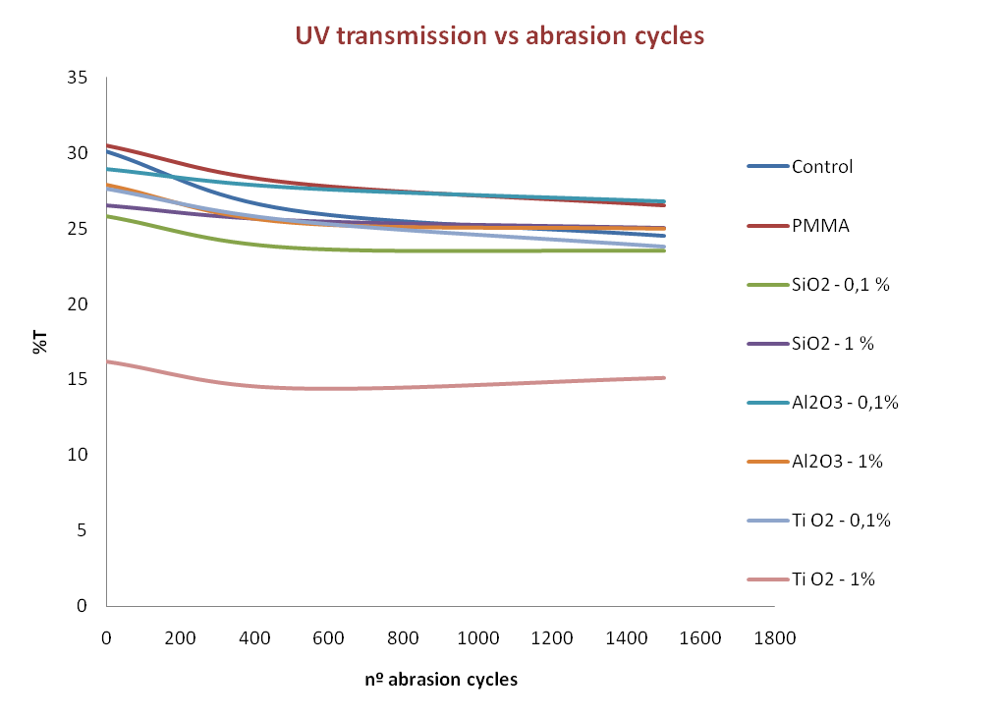 UV transmission vs abrasion cycles
35
30
25
20
15
10
5
0
%T
0 200 400 600 800 1000 1200 1400 1600 1800
nº abrasion cycles
Control
PMMA
SiO2 - 0,1 %
SiO2 - 1 %
Al2O3 - 0,1%
Al2O3 - 1%
Ti O2 - 0,1%
Ti O2 - 1%